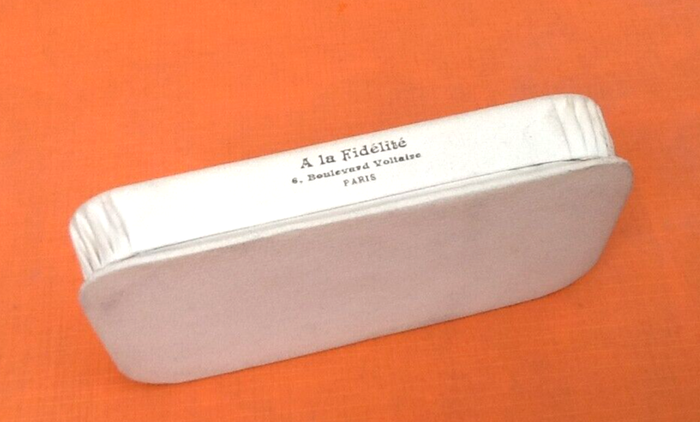 A la Fidélité
6, Boulevard Voltaire
PARIS